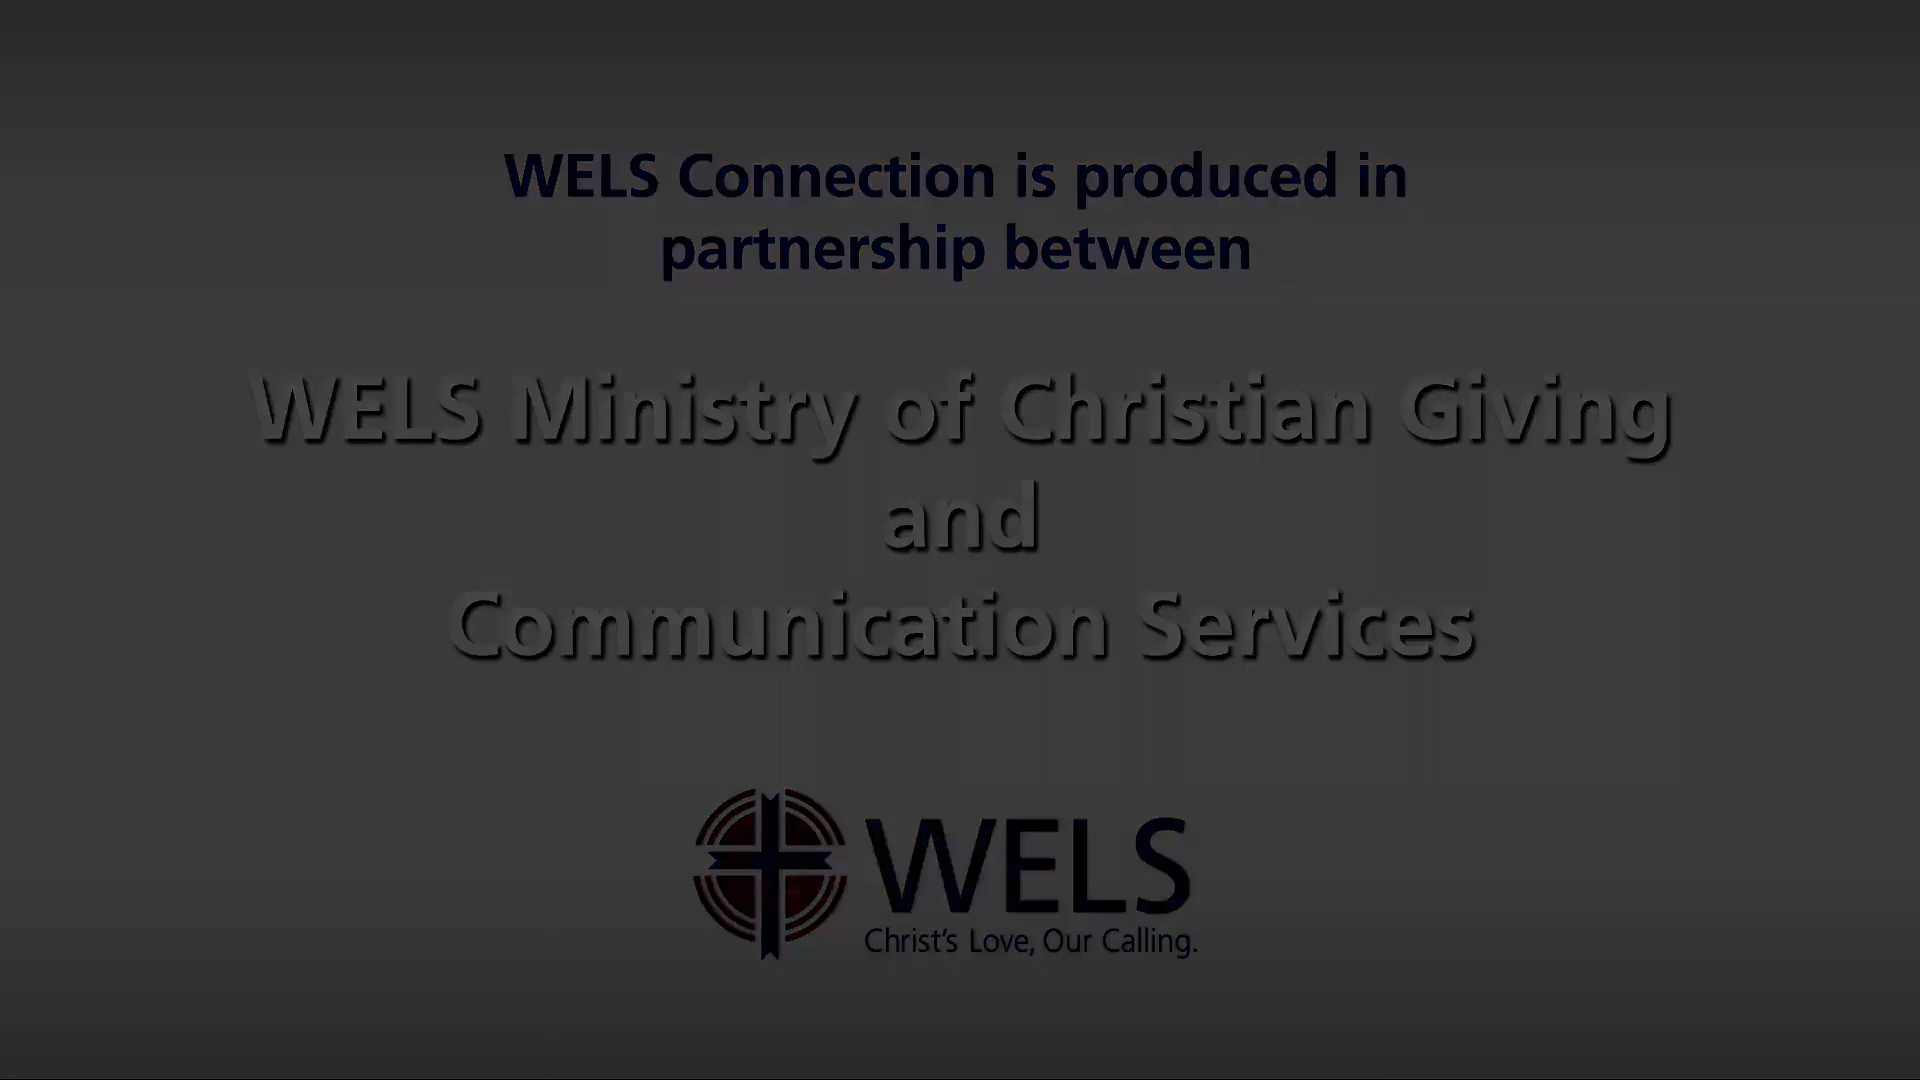 WELS Connection is produced in
partnership between
WELS Ministry of Christian Giving
and
Communication Services
WELS
Christ's Love, Our Calling.